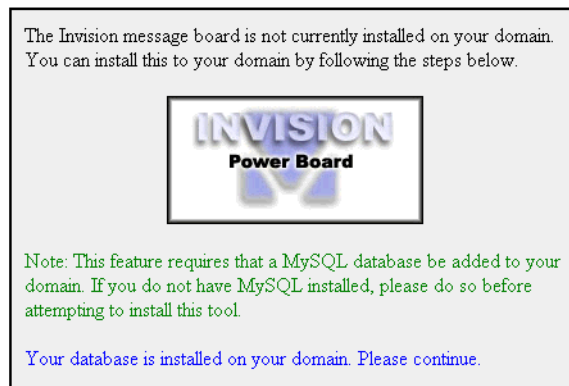 The Invision message board is not currently installed on your domain.
You can install this to your domain by following the steps below.
INVISION
Power Board
Note: This feature requires that a MySQL database be added to your
domain. If you do not have MySQL installed, please do so before
attempting to install this tool.
Your database is installed on your domain. Please continue.